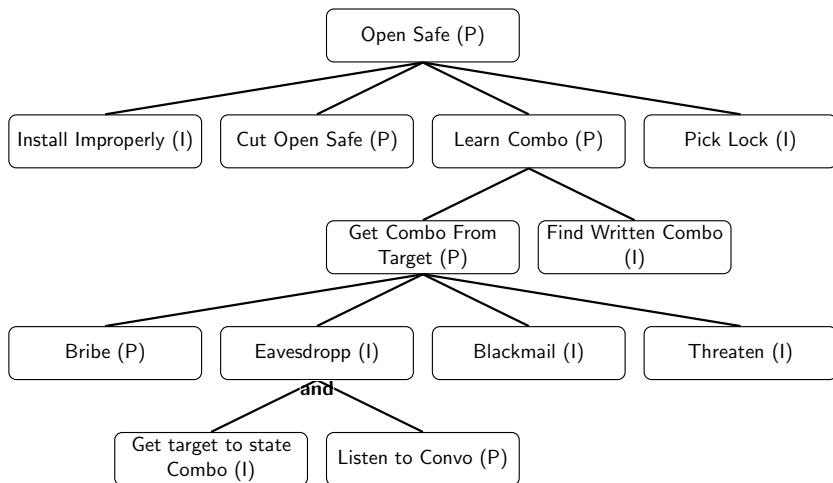 Open Safe (P)
Install Improperly (I)
Cut Open Safe (P)
Learn Combo (P)
Pick Lock (I)
Get Combo From
Target (P)
Find Written Combo
(I)
Bribe (P)
Eavesdropp (I)
Blackmail (I)
Threaten (I)
and
Get target to state
Combo (I)
Listen to Convo (P)